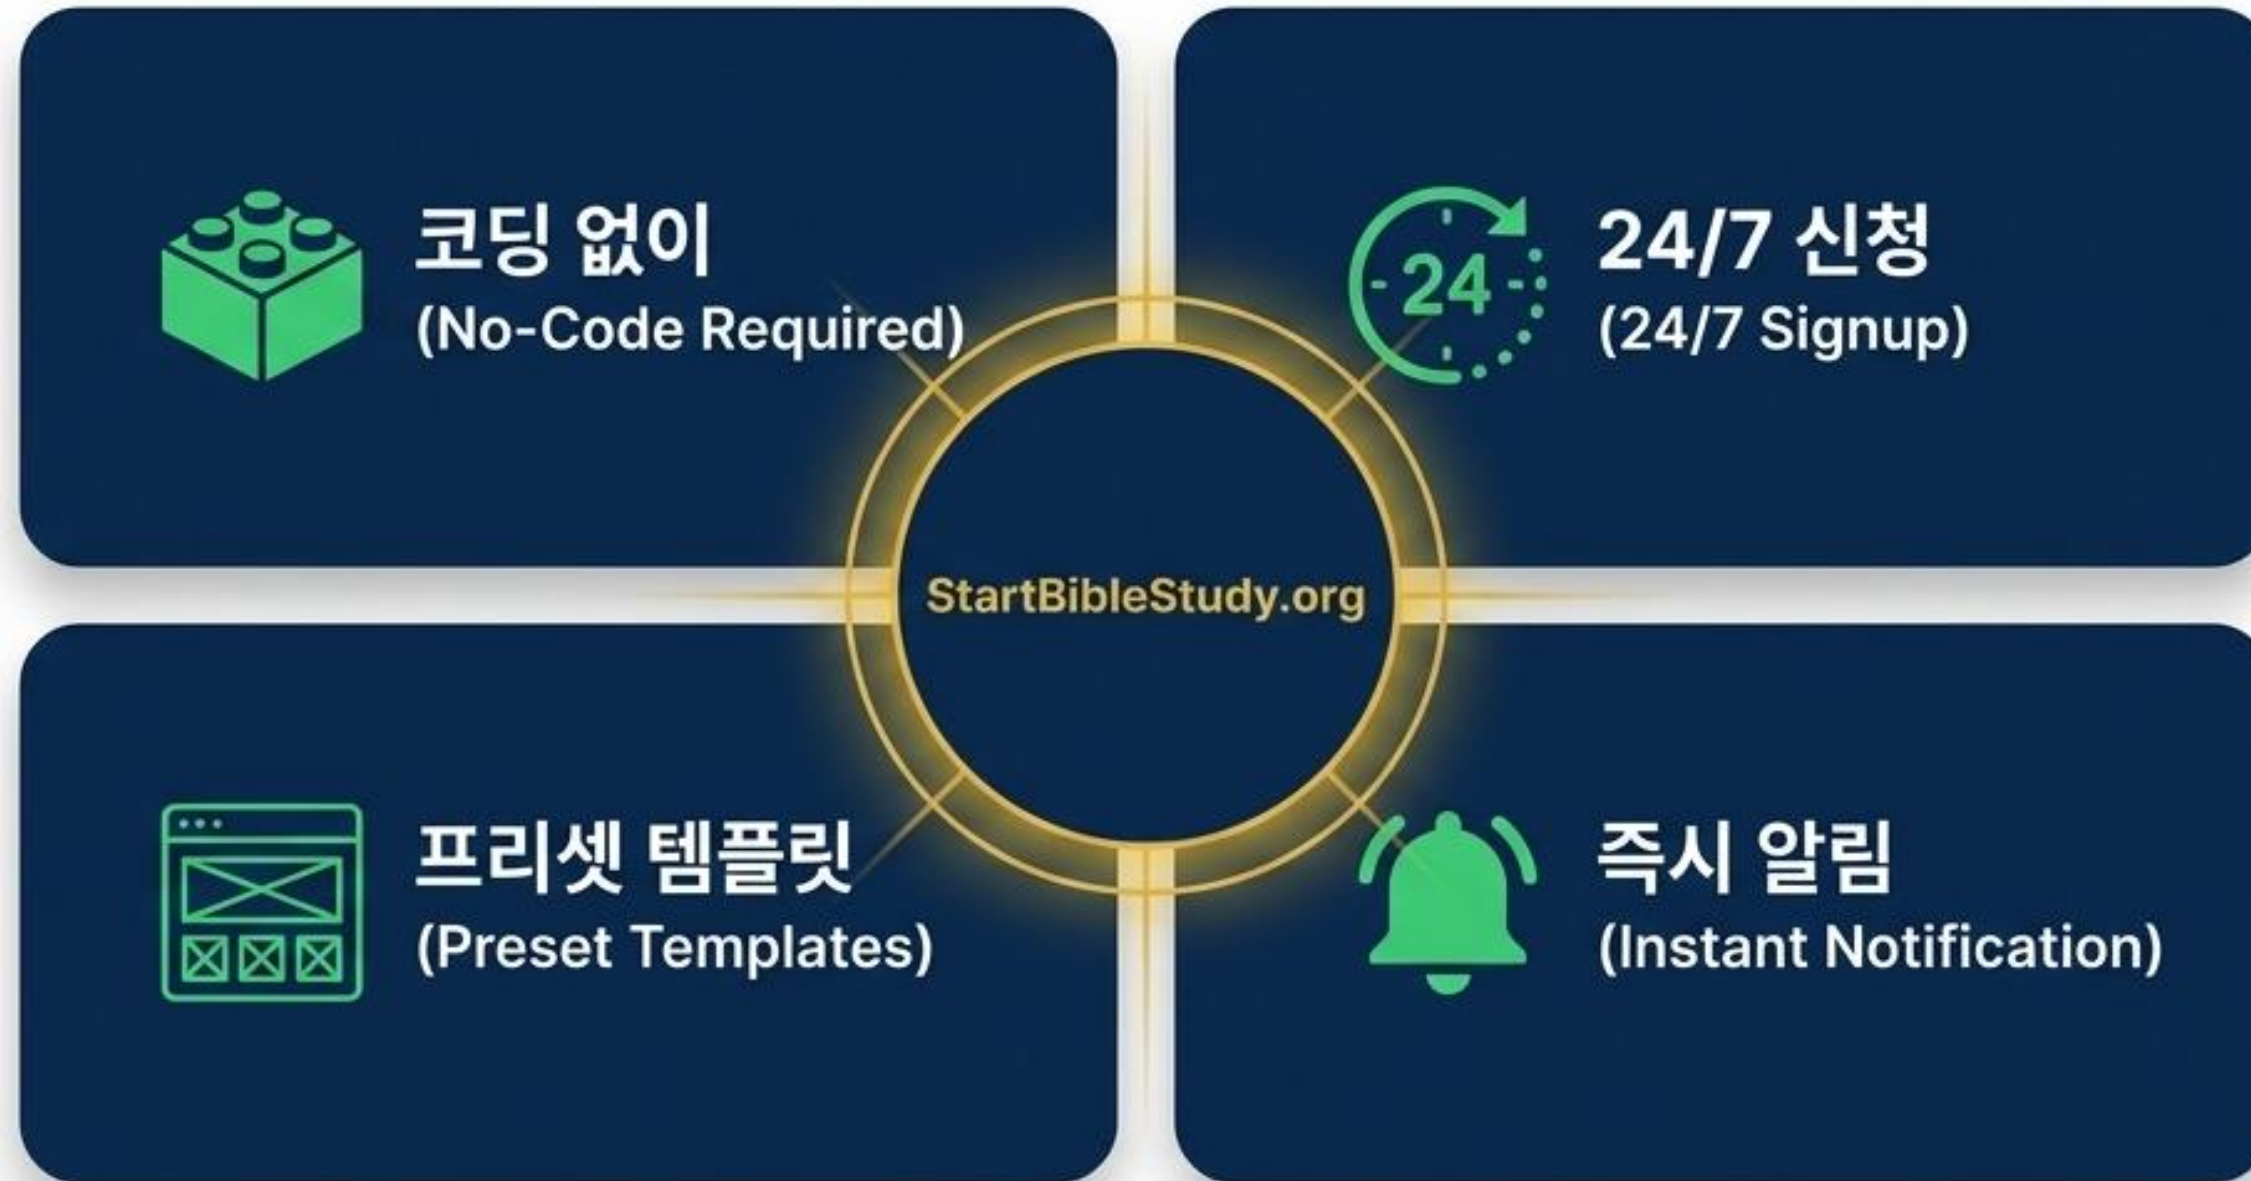 코딩 없이
(No-Code Required)
24
24/7 신청
(24/7 Signup)
StartBibleStudy.org
프리셋 템플릿
(Preset Templates)
즉시 알림
(Instant Notification)